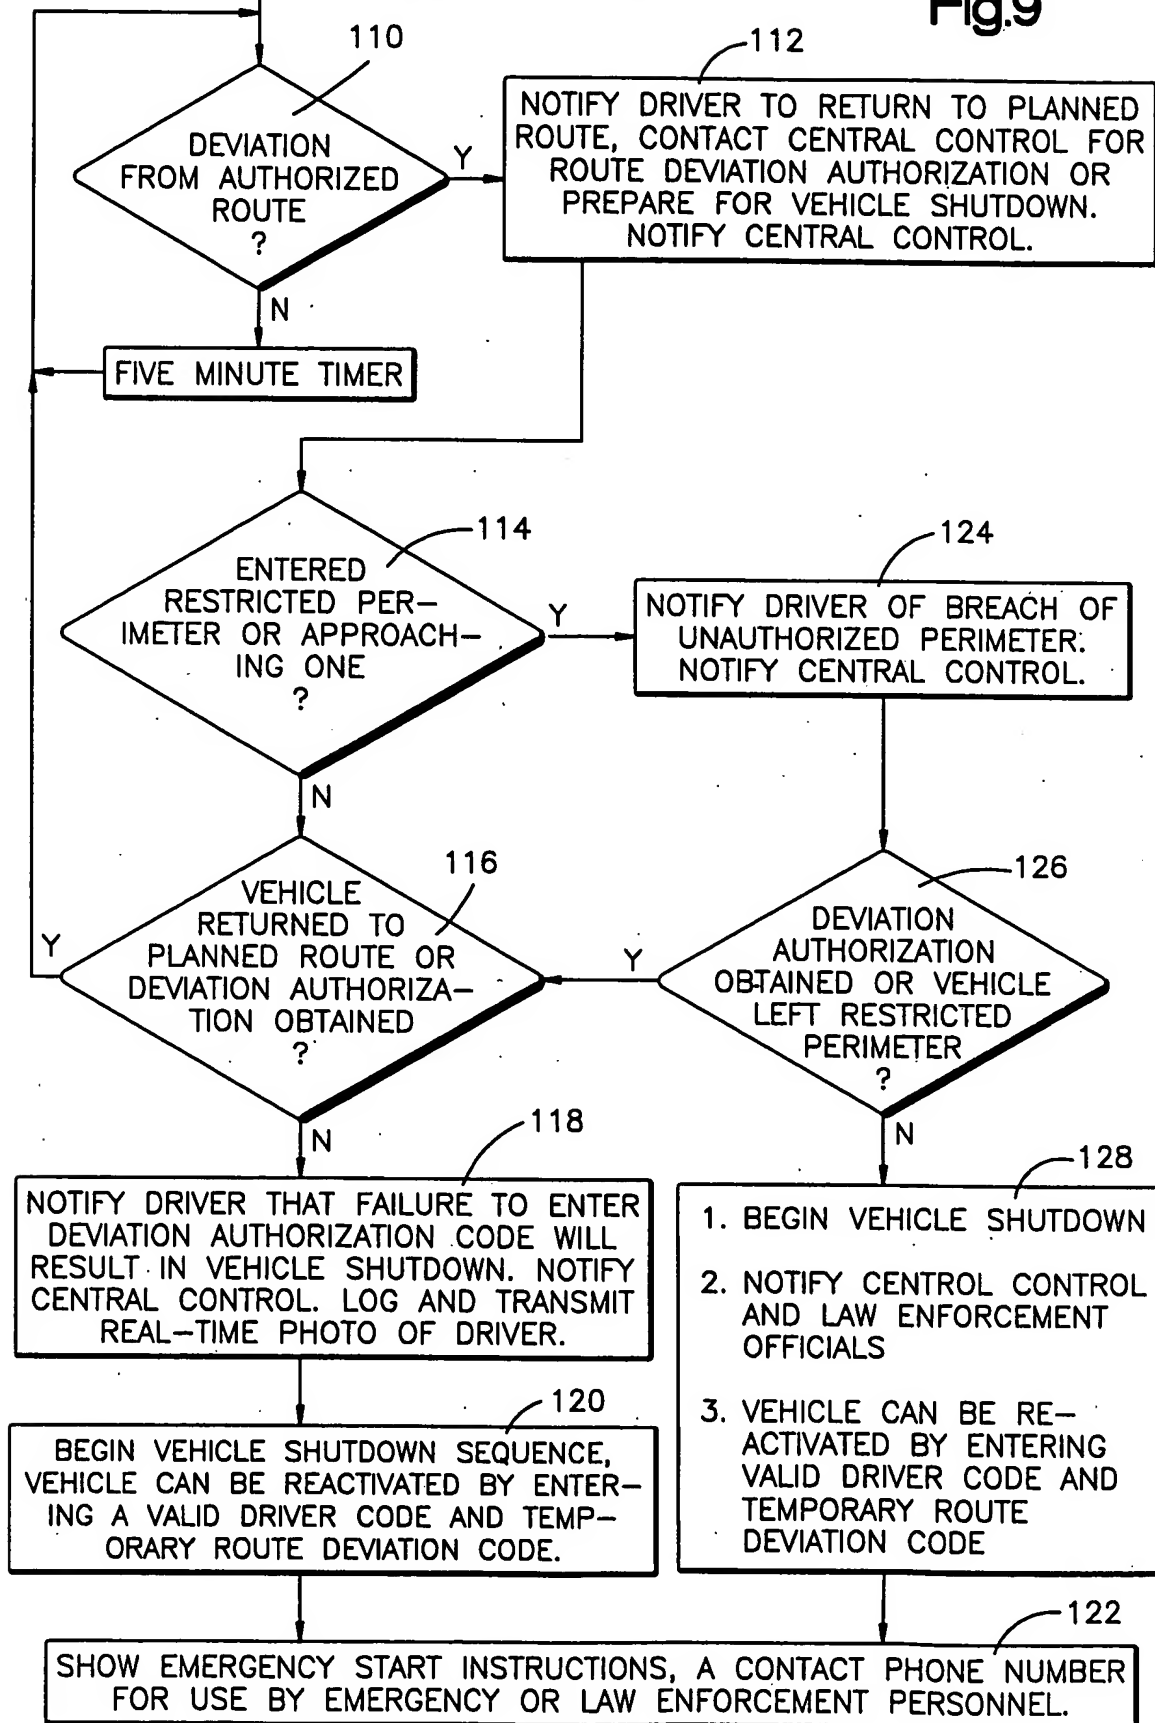 Fig.9
110
112
DEVIATION
FROM AUTHORIZED
ROUTE
?
Y
N
NOTIFY DRIVER TO RETURN TO PLANNED
ROUTE, CONTACT CENTRAL CONTROL FOR
ROUTE DEVIATION AUTHORIZATION OR
PREPARE FOR VEHICLE SHUTDOWN.
NOTIFY CENTRAL CONTROL.
FIVE MINUTE TIMER
114
ENTERED
RESTRICTED PER-
IMETER OR APPROACH-
ING ONE
?
Y
N
124
NOTIFY DRIVER OF BREACH OF
UNAUTHORIZED PERIMETER.
NOTIFY CENTRAL CONTROL.
116
VEHICLE
RETURNED TO
PLANNED ROUTE OR
DEVIATION AUTHORIZA-
TION OBTAINED
?
Y
N
126
DEVIATION
AUTHORIZATION
OBTAINED OR VEHICLE
LEFT RESTRICTED
PERIMETER
?
Y
N
118
NOTIFY DRIVER THAT FAILURE TO ENTER
DEVIATION AUTHORIZATION CODE WILL
RESULT IN VEHICLE SHUTDOWN. NOTIFY
CENTRAL CONTROL. LOG AND TRANSMIT
REAL-TIME PHOTO OF DRIVER.
128
1. BEGIN VEHICLE SHUTDOWN
2. NOTIFY CENTROL CONTROL
AND LAW ENFORCEMENT
OFFICIALS
3. VEHICLE CAN BE RE-
ACTIVATED BY ENTERING
VALID DRIVER CODE AND
TEMPORARY ROUTE
DEVIATION CODE
120
BEGIN VEHICLE SHUTDOWN SEQUENCE,
VEHICLE CAN BE REACTIVATED BY ENTER-
ING A VALID DRIVER CODE AND TEMP-
ORARY ROUTE DEVIATION CODE.
122
SHOW EMERGENCY START INSTRUCTIONS, A CONTACT PHONE NUMBER
FOR USE BY EMERGENCY OR LAW ENFORCEMENT PERSONNEL.